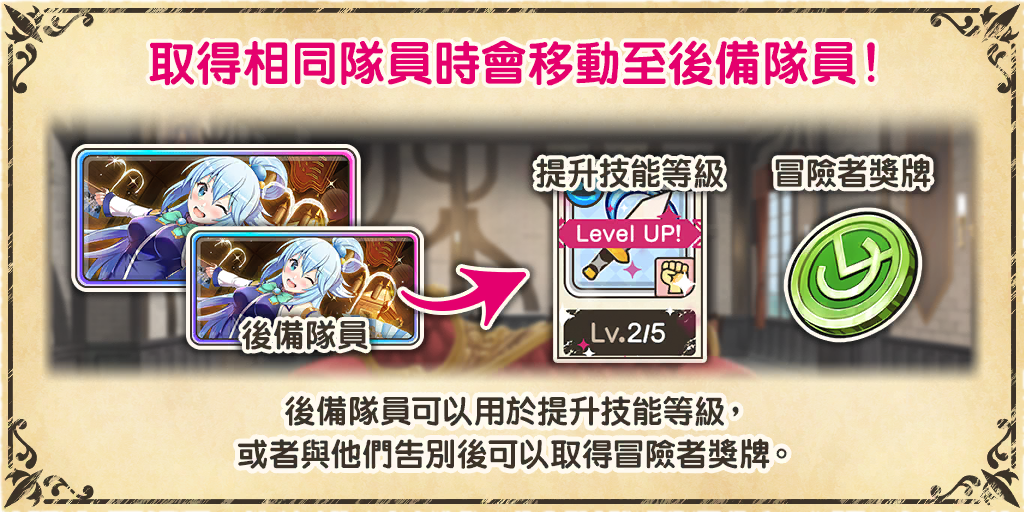 取得相同隊員時會移動至後備隊員！
提升技能等級
冒險者獎牌
Level UP!
後備隊員
Lv.2/5
後備隊員可以用於提升技能等級，
或者與他們告別後可以取得冒險者獎牌。